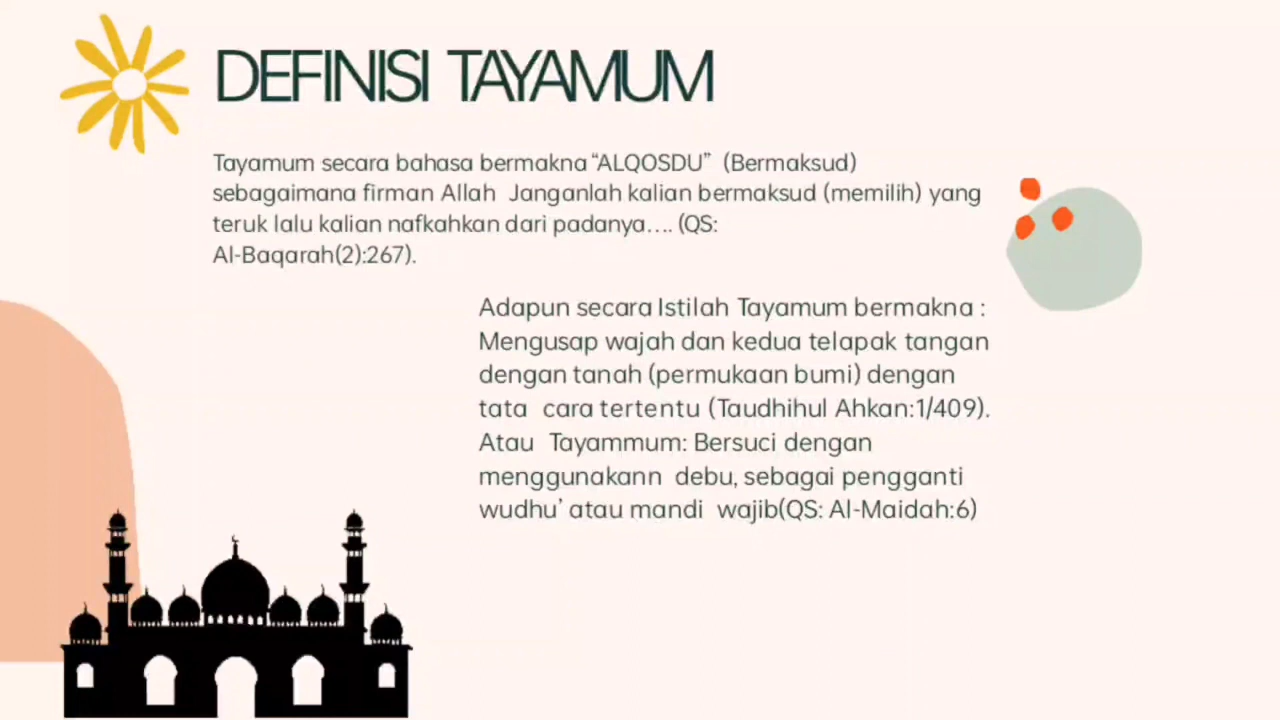 DEFINISI TAYAMUM
Tayamum secara bahasa bermakna “ALQOSDU” (Bermaksud)
sebagaimana firman Allah Janganlah kalian bermaksud (memilih) yang
teruk lalu kalian nafkahkan dari padanya.... (QS:
Al-Baqarah(2):267).
Adapun secara Istilah Tayamum bermakna :
Mengusap wajah dan kedua telapak tangan
dengan tanah (permukaan bumi) dengan
tata cara tertentu (Taudhihul Ahkan:1/409).
Atau Tayammum: Bersuci dengan
menggunakann debu, sebagai pengganti
wudhu’ atau mandi wajib(QS: Al-Maidah:6)